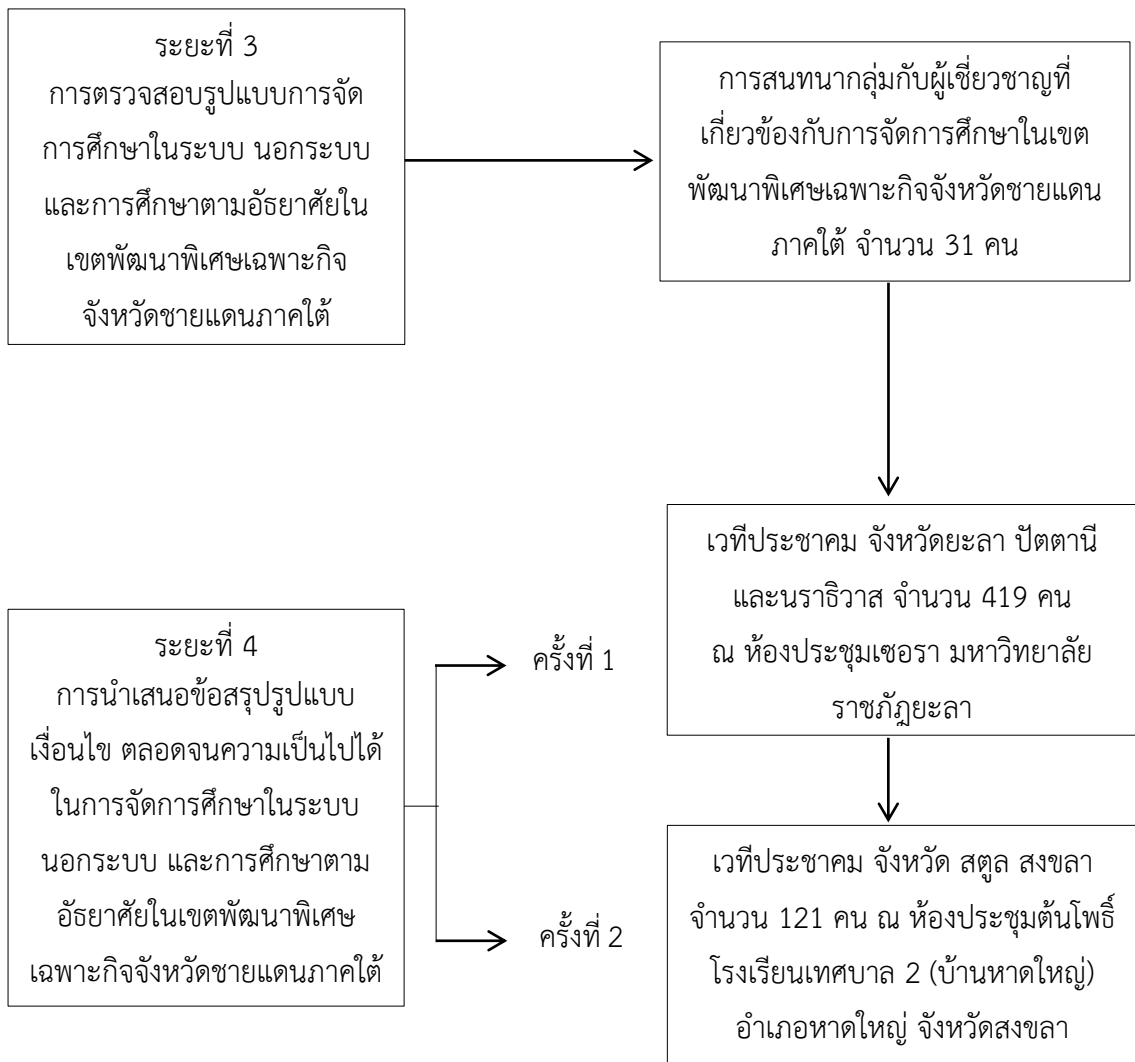 ระยะที่ 3
การตรวจสอบรูปแบบการจัด
การศึกษาในระบบ นอกระบบ
และการศึกษาตามอัธยาศัยใน
เขตพัฒนาพิเศษเฉพาะกิจ
จังหวัดชายแดนภาคใต้
การสนทนากลุ่มกับผู้เชี่ยวชาญที่
เกี่ยวข้องกับการจัดการศึกษาในเขต
พัฒนาพิเศษเฉพาะกิจจังหวัดชายแดน
ภาคใต้ จำนวน 31 คน
ระยะที่ 4
การนำเสนอข้อสรุปรูปแบบ
เงื่อนไข ตลอดจนความเป็นไปได้
ในการจัดการศึกษาในระบบ
นอกระบบ และการศึกษาตาม
อัธยาศัยในเขตพัฒนาพิเศษ
เฉพาะกิจจังหวัดชายแดนภาคใต้
ครั้งที่ 1
เวทีประชาคม จังหวัดยะลา ปัตตานี
และนราธิวาส จำนวน 419 คน
ณ ห้องประชุมเซอรา มหาวิทยาลัย
ราชภัฎยะลา
ครั้งที่ 2
เวทีประชาคม จังหวัด สตูล สงขลา
จำนวน 121 คน ณ ห้องประชุมต้นโพธิ์
โรงเรียนเทศบาล 2 (บ้านหาดใหญ่)
อำเภอหาดใหญ่ จังหวัดสงขลา